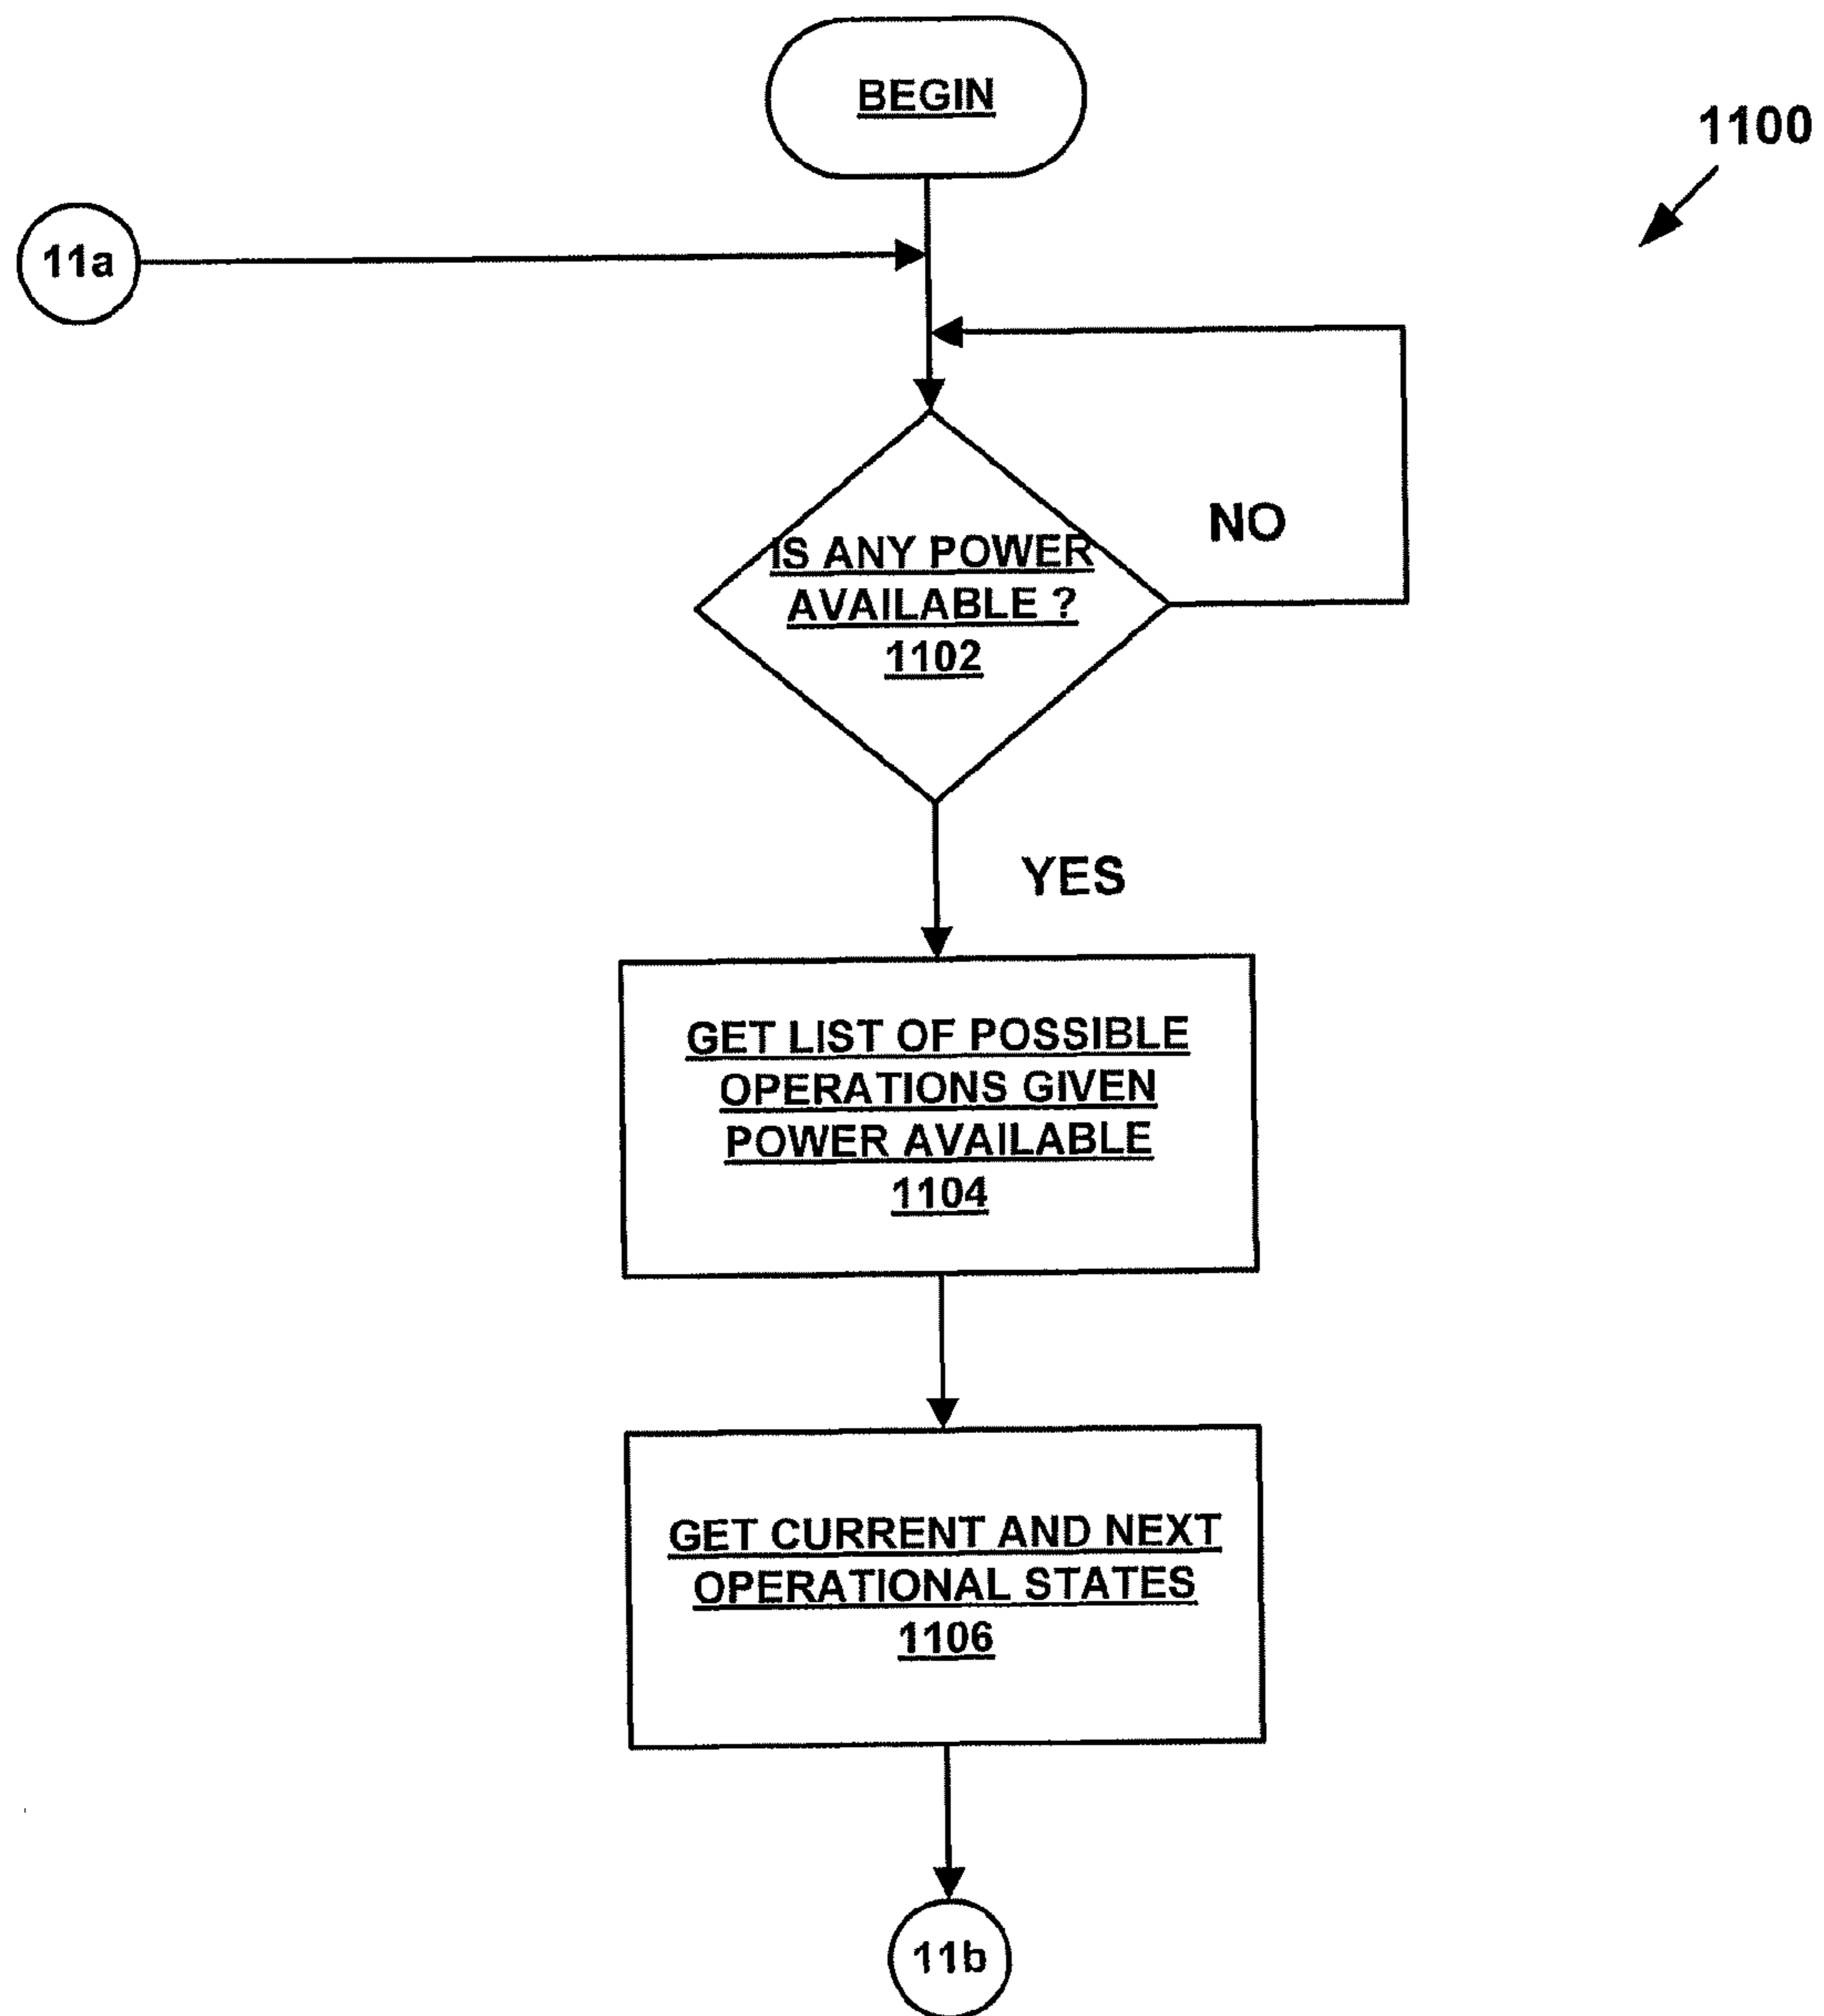 BEGIN
1100
11a
NO
IS ANY POWER
AVAILABLE ?
1102
YES
GET LIST OF POSSIBLE
OPERATIONS GIVEN
POWER AVAILABLE
1104
GET CURRENT AND NEXT
OPERATIONAL STATES
1106
11b